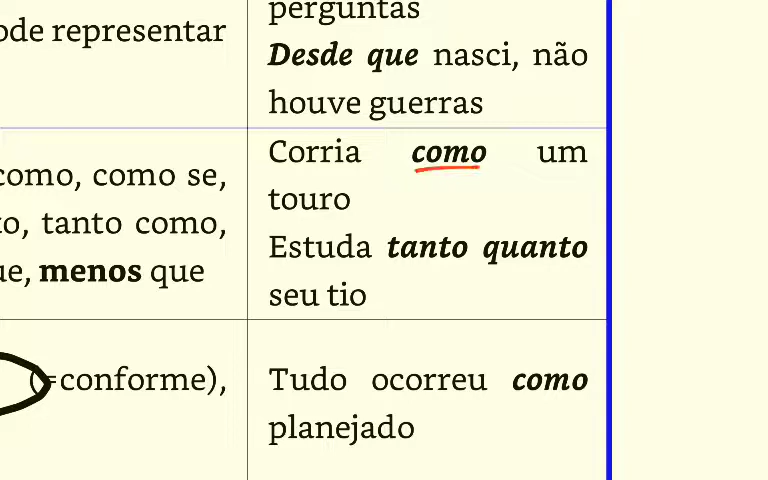 ode representar
perguntas
Desde que nasci, não
houve guerras
como, como se,
to, tanto como,
ue, menos que
Corria como um
touro
Estuda tanto quanto
seu tio
(=conforme),
Tudo ocorreu como
planejado